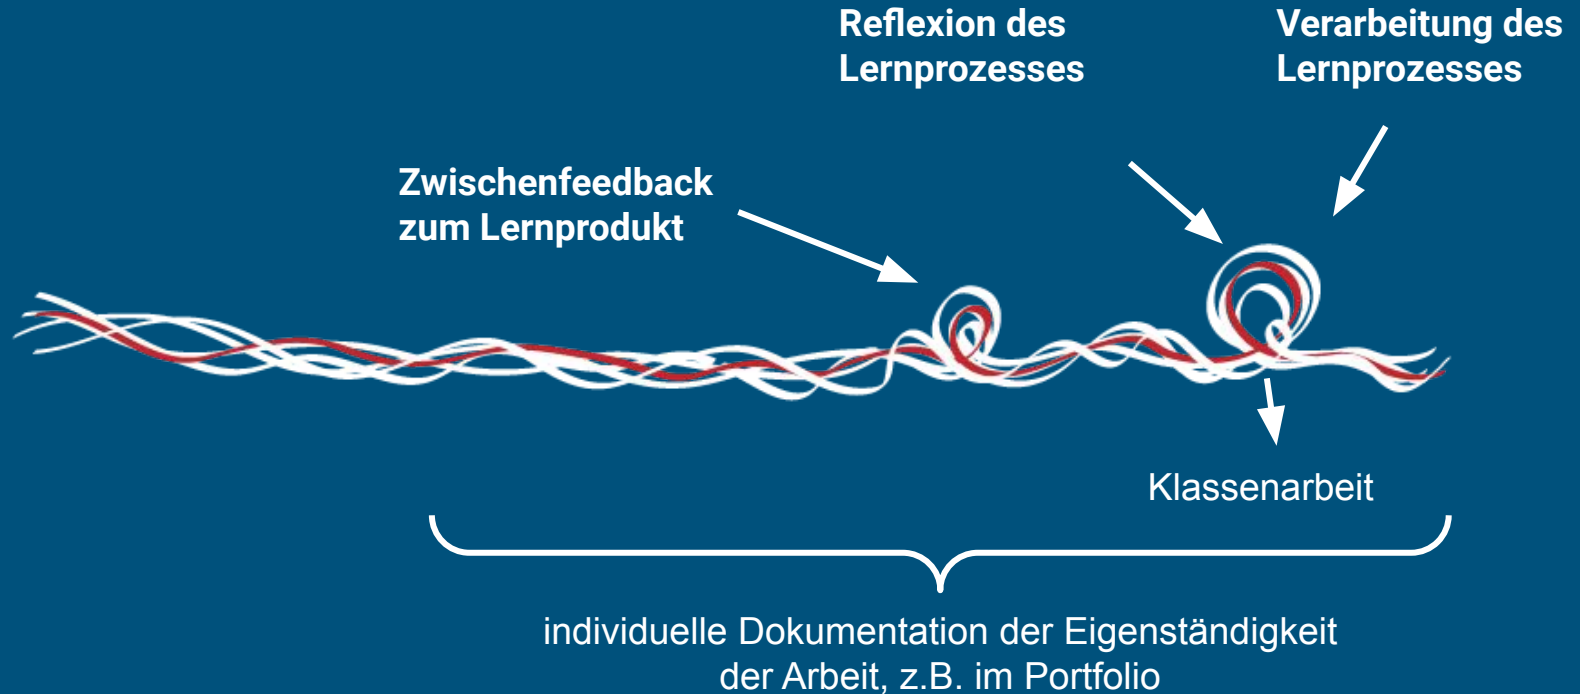 Reflexion des
Lernprozesses
Verarbeitung des
Lernprozesses
Zwischenfeedback
zum Lernprodukt
Klassenarbeit
individuelle Dokumentation der Eigenständigkeit
der Arbeit, z.B. im Portfolio